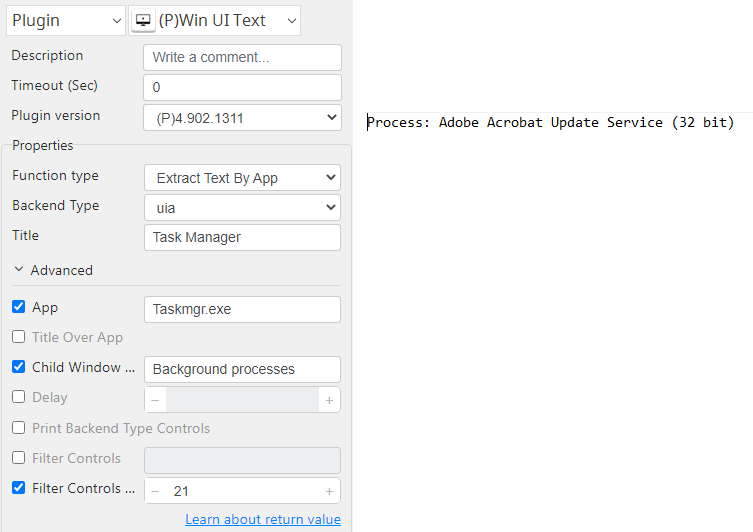 Plugin (P)Win UI Text
Description Write a comment...
Timeout (Sec) 0
Plugin version (P)4.902.1311
Process: Adobe Acrobat Update Service (32 bit)
Properties
Function type Extract Text By App
Backend Type uia
Title Task Manager
Advanced
App Taskmgr.exe
Title Over App
Child Window ... Background processes
Delay − +
Print Backend Type Controls
Filter Controls
Filter Controls ... − 21 +
Learn about return value